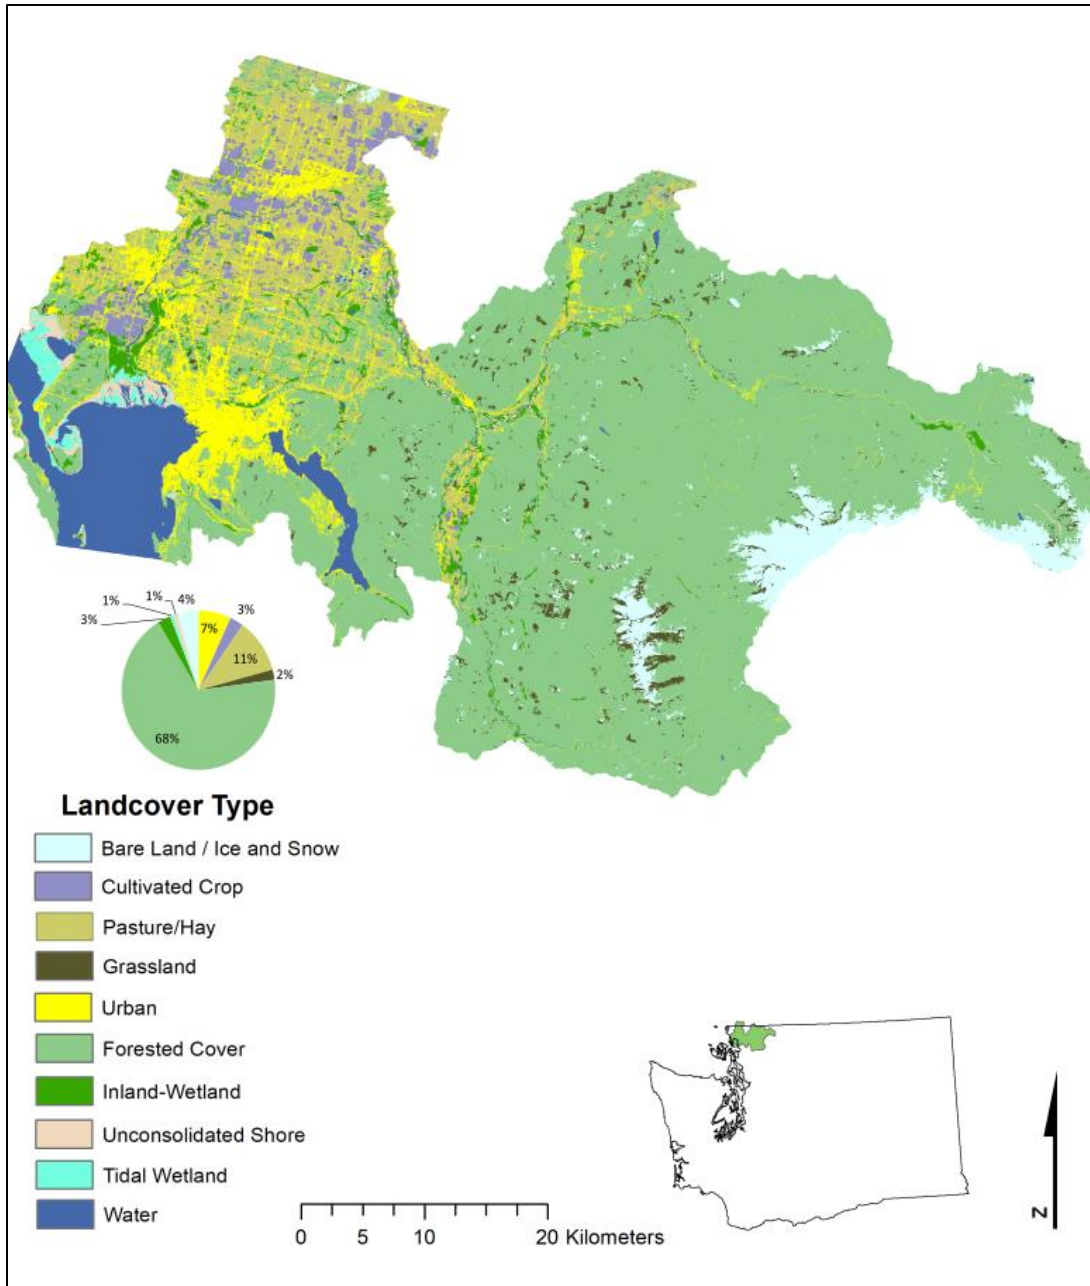 1%
1%
4%
3%
3%
7%
11%
2%
68%
Landcover Type
Bare Land / Ice and Snow
Cultivated Crop
Pasture/Hay
Grassland
Urban
Forested Cover
Inland-Wetland
Unconsolidated Shore
Tidal Wetland
Water
0 5 10 20 Kilometers
N